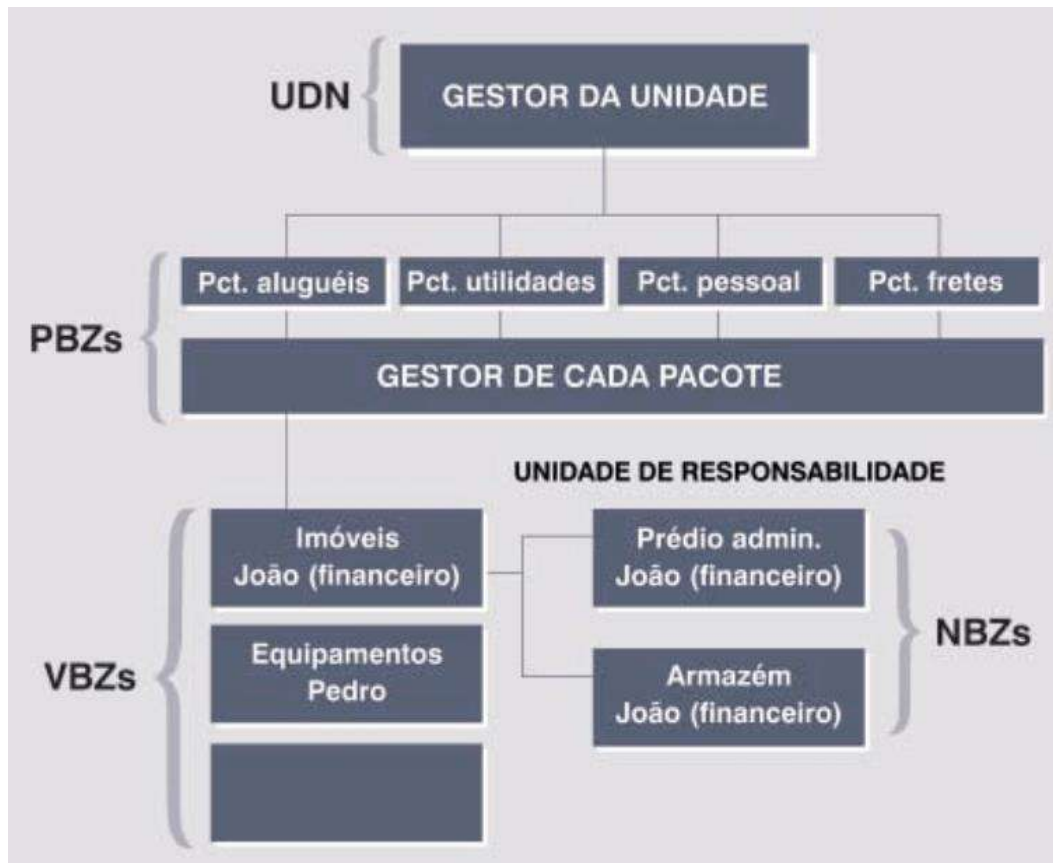 UDN
GESTOR DA UNIDADE
PBZs
Pct. aluguéis
Pct. utilidades
Pct. pessoal
Pct. fretes
GESTOR DE CADA PACOTE
UNIDADE DE RESPONSABILIDADE
VBZs
Imóveis
João (financeiro)
Equipamentos
Pedro
Prédio admin.
João (financeiro)
Armazém
João (financeiro)
NBZs